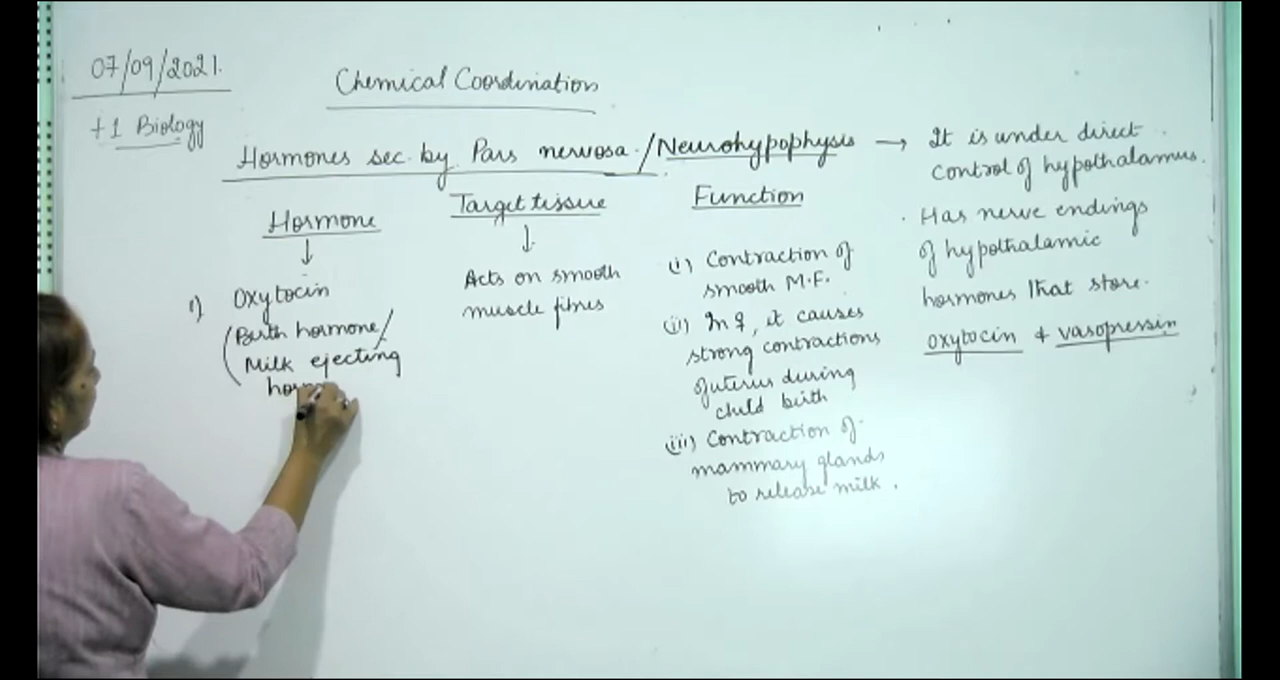 07/09/2021.
+1 Biology
Chemical Coordination
Hormones sec. by Pars nervosa. / Neurohypophysis → It is under direct
control of hypothalamus.
. Has nerve endings
of hypothalamic
hormones that store.
oxytocin & vasopressin
Hormone
↓
1) Oxytocin
(Birth hormone/
Milk ejecting
Target tissue
↓
Acts on smooth
muscle fibres
Function
(i) Contraction of
smooth M.F.
(ii) In ♀, it causes
strong contractions
of uterus during
child birth
(iii) Contraction of
mammary glands
to release milk.